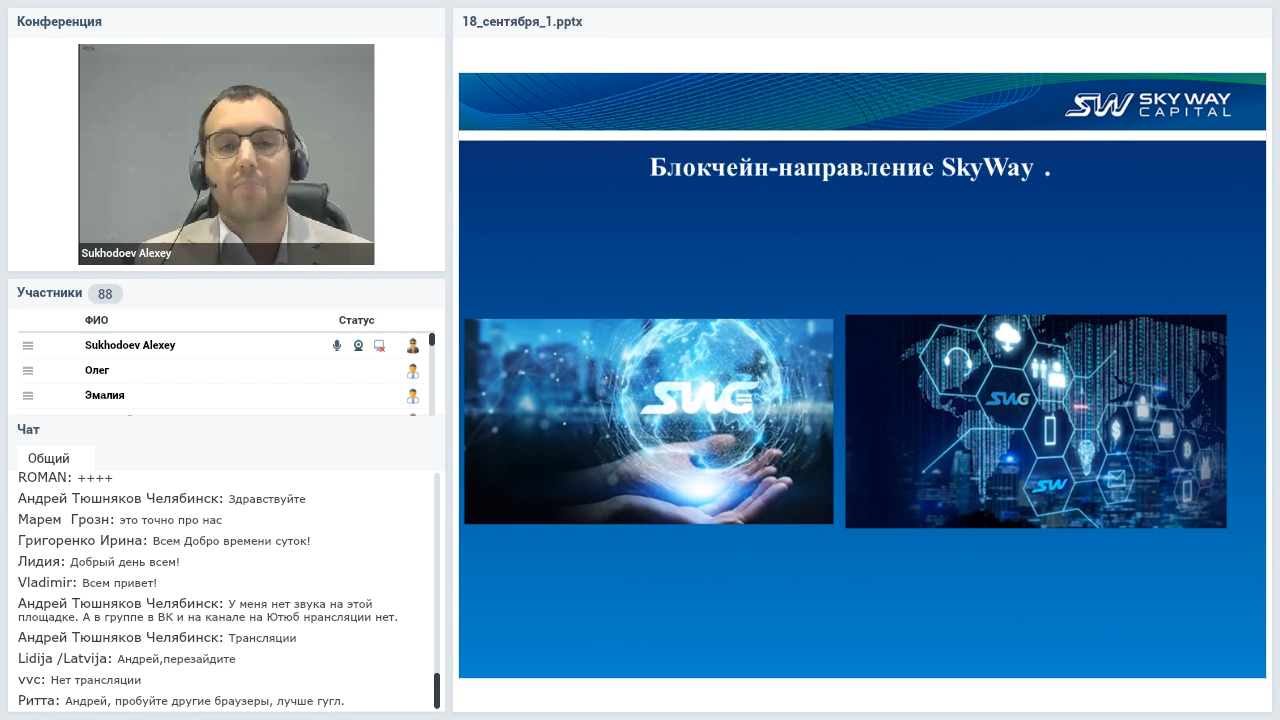 Конференция
Sukhodoev Alexey
Участники 88
ФИО Статус
Sukhodoev Alexey
Олег
Эмалия
Чат
Общий
ROMAN: ++++
Андрей Тюшняков Челябинск: Здравствуйте
Марем Грозн: это точно про нас
Григоренко Ирина: Всем Добро времени суток!
Лидия: Добрый день всем!
Vladimir: Всем привет!
Андрей Тюшняков Челябинск: У меня нет звука на этой
площадке. А в группе в ВК и на канале на Ютюб нрансляции нет.
Андрей Тюшняков Челябинск: Трансляции
Lidija /Latvija: Андрей,перезайдите
vvc: Нет трансляции
Ритта: Андрей, пробуйте другие браузеры, лучше гугл.
18_сентября_1.pptx
SW SKY WAY
CAPITAL
Блокчейн-направление SkyWay .
SWG
SWG
SW